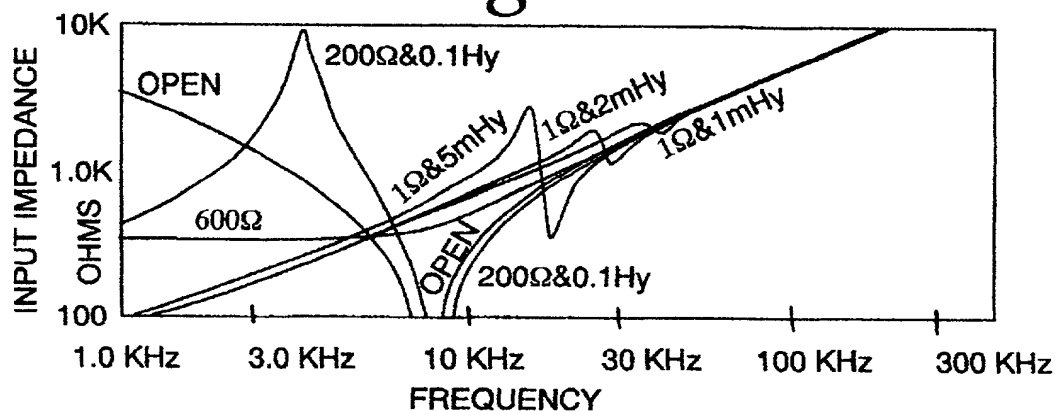 10K
200Ω&0.1Hy
OPEN
1Ω&2mHy
1Ω&5mHy
1Ω&1mHy
INPUT IMPEDANCE
OHMS
1.0K
600Ω
OPEN
200Ω&0.1Hy
100
1.0 KHz 3.0 KHz 10 KHz 30 KHz 100 KHz 300 KHz
FREQUENCY